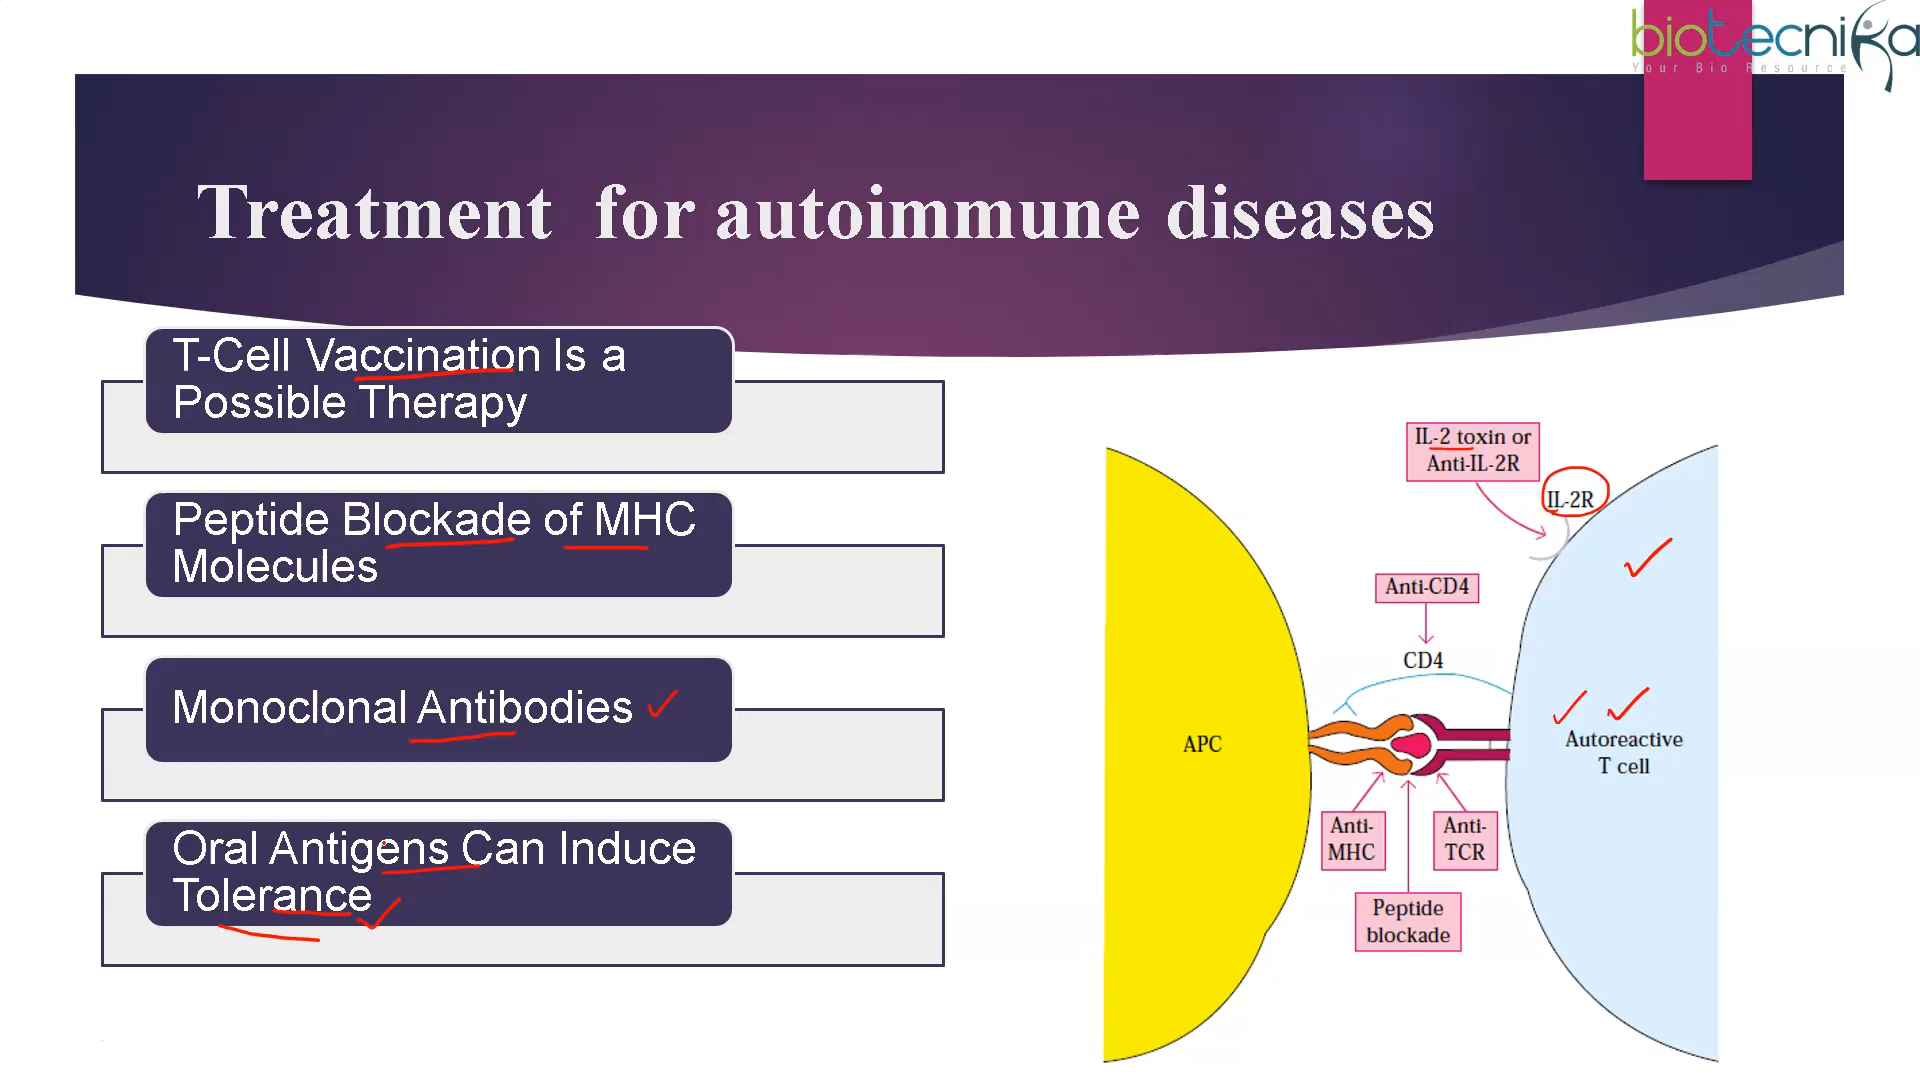 biotecnika
Your Bio Resource
Treatment for autoimmune diseases
T-Cell Vaccination Is a
Possible Therapy
Peptide Blockade of MHC
Molecules
Monoclonal Antibodies
Oral Antigens Can Induce
Tolerance
IL-2 toxin or
Anti-IL-2R
IL-2R
Anti-CD4
CD4
APC
Autoreactive
T cell
Anti-
MHC
Anti-
TCR
Peptide
blockade